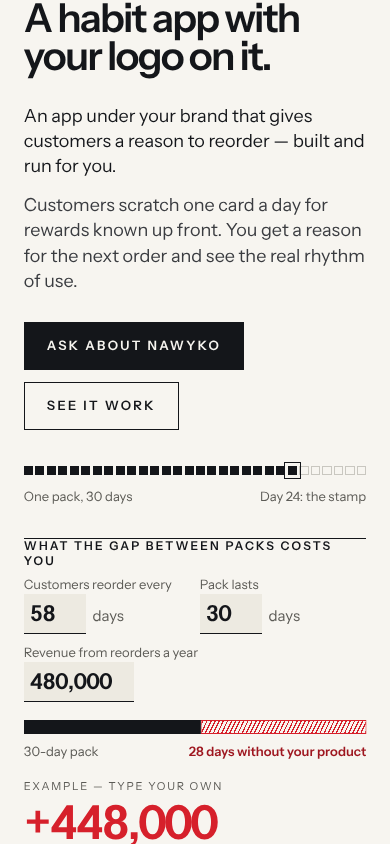 A habit app with
your logo on it.
An app under your brand that gives
customers a reason to reorder — built and
run for you.
Customers scratch one card a day for
rewards known up front. You get a reason
for the next order and see the real rhythm
of use.
ASK ABOUT NAWYKO
SEE IT WORK
One pack, 30 days
Day 24: the stamp
WHAT THE GAP BETWEEN PACKS COSTS
YOU
Customers reorder every
58 days
Pack lasts
30 days
Revenue from reorders a year
480,000
30-day pack
28 days without your product
EXAMPLE — TYPE YOUR OWN
+448,000